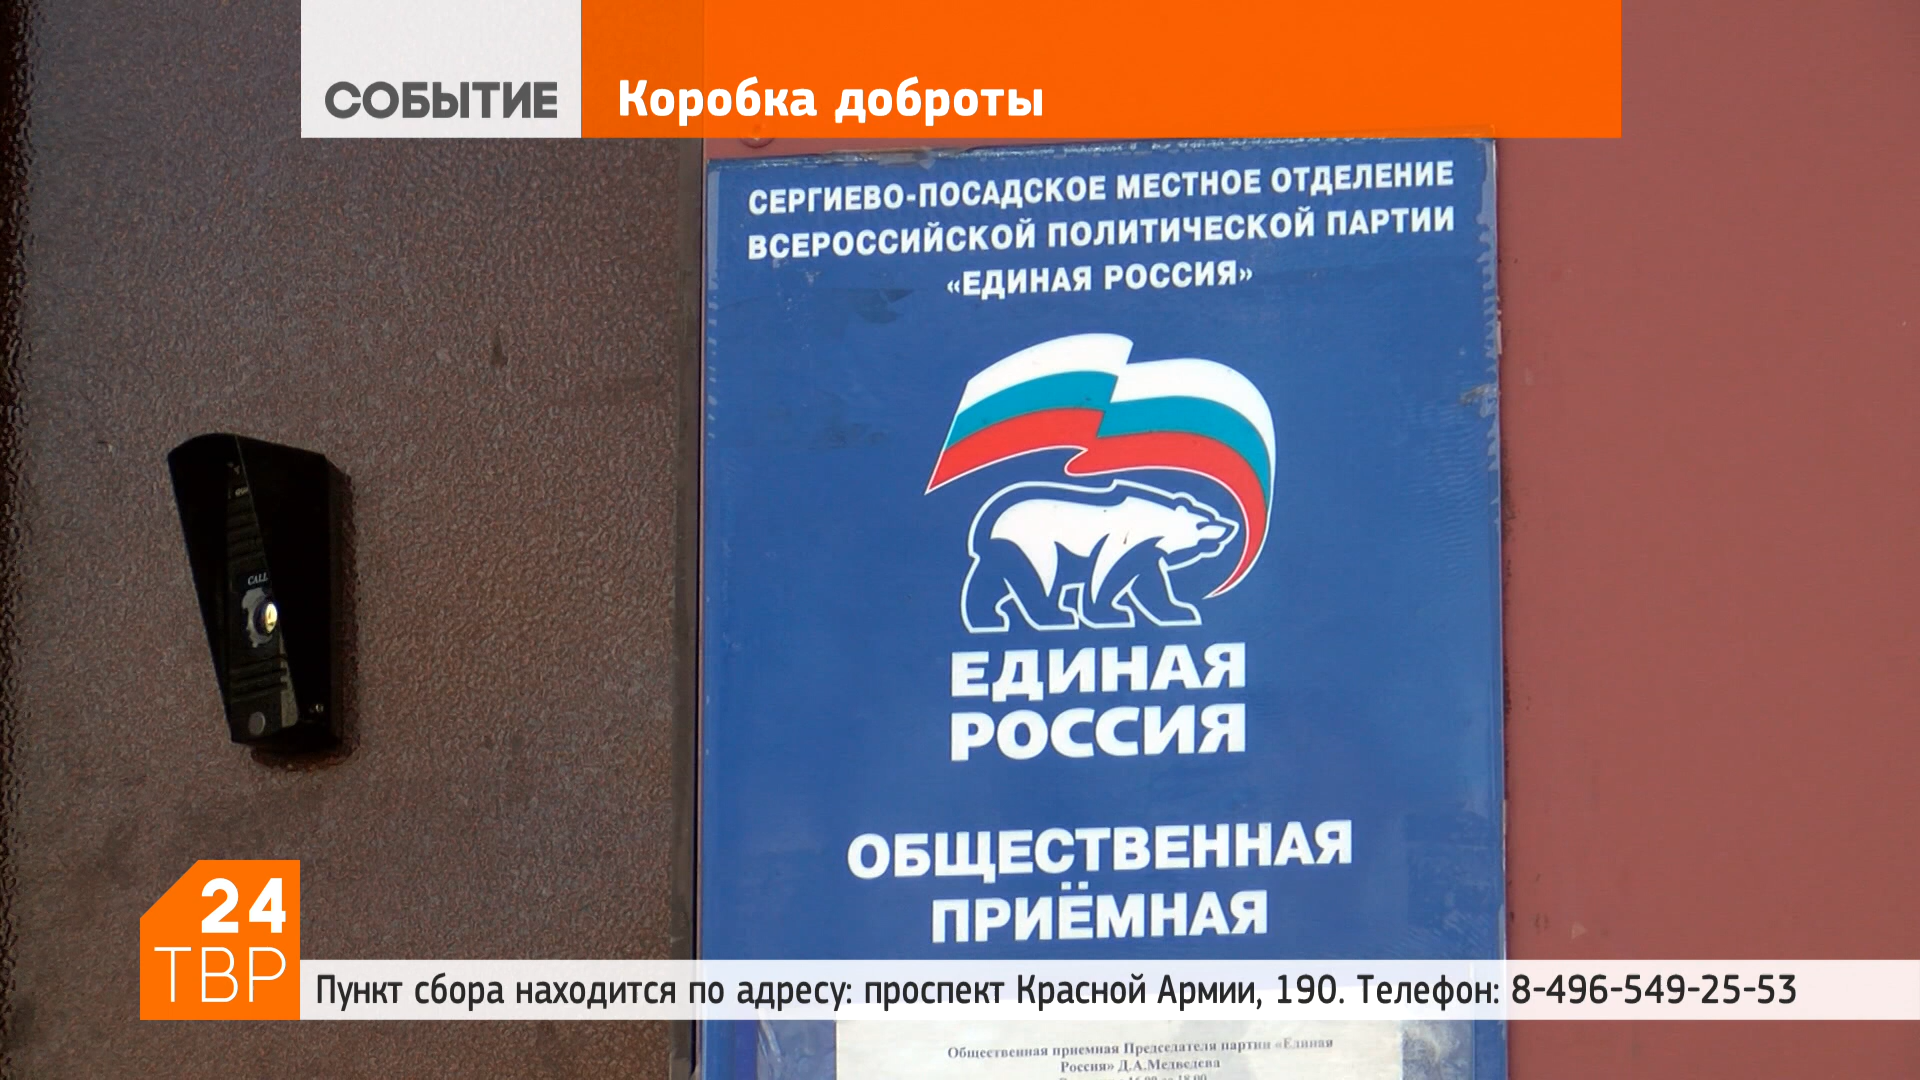 СОБЫТИЕ
Коробка доброты
СЕРГИЕВО-ПОСАДСКОЕ МЕСТНОЕ ОТДЕЛЕНИЕ
ВСЕРОССИЙСКОЙ ПОЛИТИЧЕСКОЙ ПАРТИИ
«ЕДИНАЯ РОССИЯ»
ЕДИНАЯ
РОССИЯ
CALL
ОБЩЕСТВЕННАЯ
ПРИЁМНАЯ
24
ТВР
Пункт сбора находится по адресу: проспект Красной Армии, 190. Телефон: 8-496-549-25-53
Общественная приемная Председателя партии «Единая
Россия» Д.А.Медведева